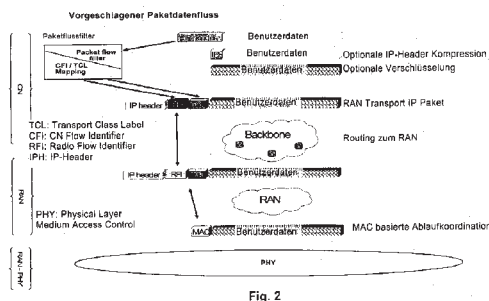 Vorgeschlagener Paketdatenfluss
Paketflussfilter
Packet flow
filter
CFI / TCL
Mapping
Benutzerdaten
Benutzerdaten
Optionale IP-Header Kompression
Benutzerdaten
Optionale Verschlüsselung
IP header
Benutzerdaten
RAN Transport IP Paket
TCL: Transport Class Label
CFI: CN Flow Identifier
RFI: Radio Flow Identifier
IPH: IP-Header
Backbone
Routing zum RAN
IP header
RFI
Benutzerdaten
RAN
RAN
PHY: Physical Layer
Medium Access Control
MAC
Benutzerdaten
MAC basierte Ablaufkoordination
PHY
Fig. 2